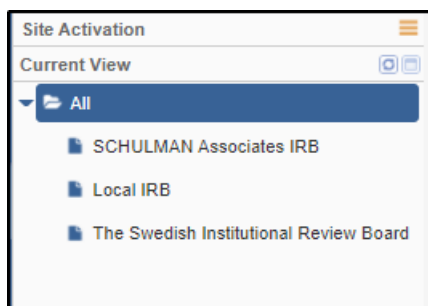 Site Activation
Current View
All
SCHULMAN Associates IRB
Local IRB
The Swedish Institutional Review Board